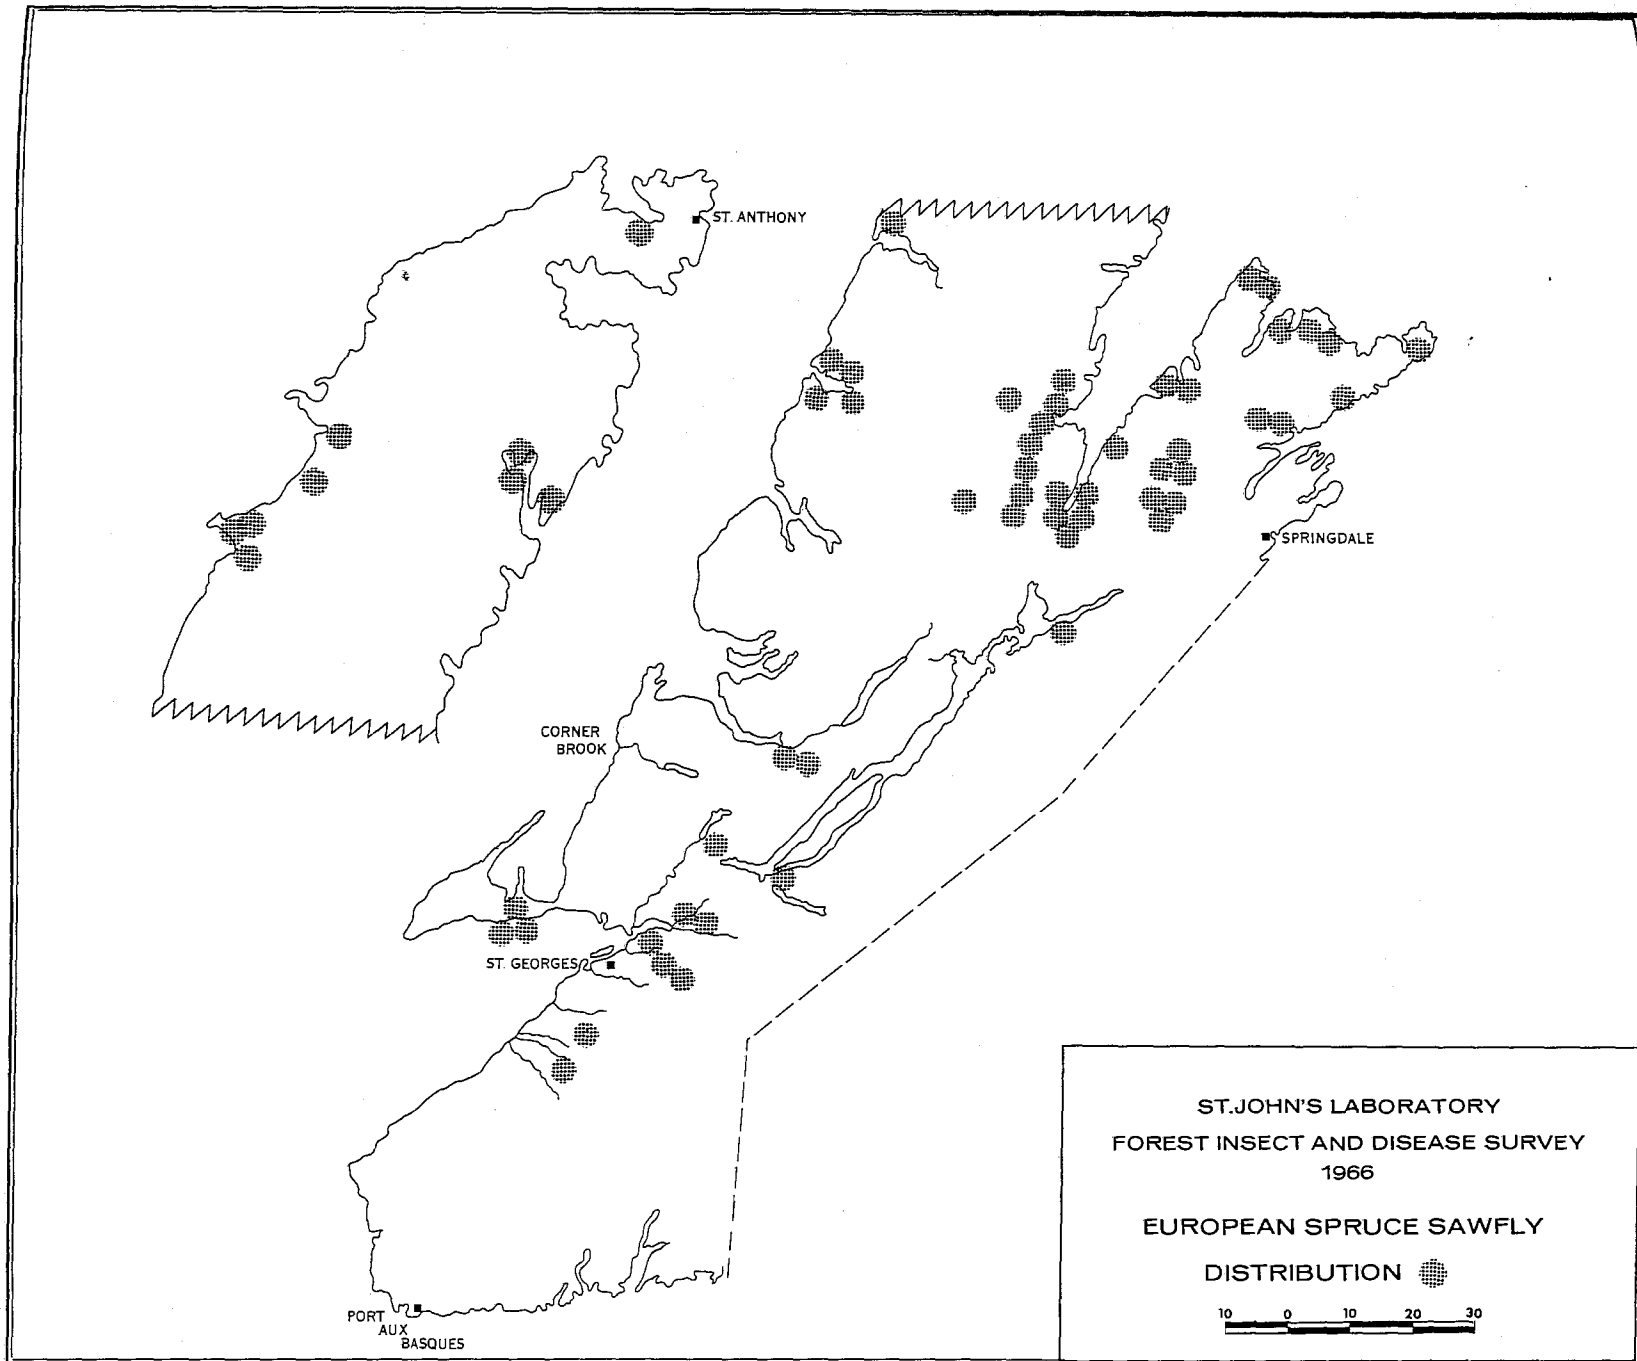 ST. ANTHONY
SPRINGDALE
CORNER
BROOK
ST. GEORGES
PORT
AUX
BASQUES
ST.JOHN'S LABORATORY
FOREST INSECT AND DISEASE SURVEY
1966
EUROPEAN SPRUCE SAWFLY
DISTRIBUTION
10 0 10 20 30